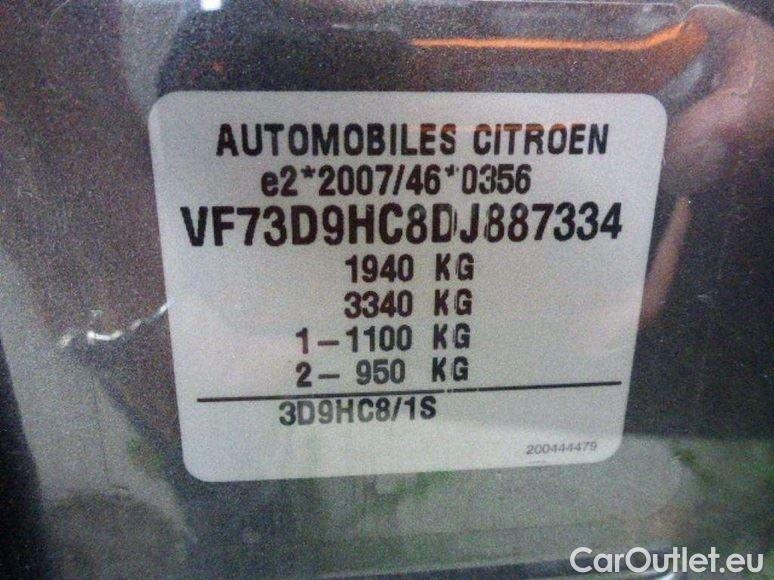 AUTOMOBILES CITROEN
e2*2007/46*0356
VF73D9HC8DJ887334
1940 KG
3340 KG
1-1100 KG
2- 950 KG
3D9HC8/1S
200444479
CarOutlet.eu